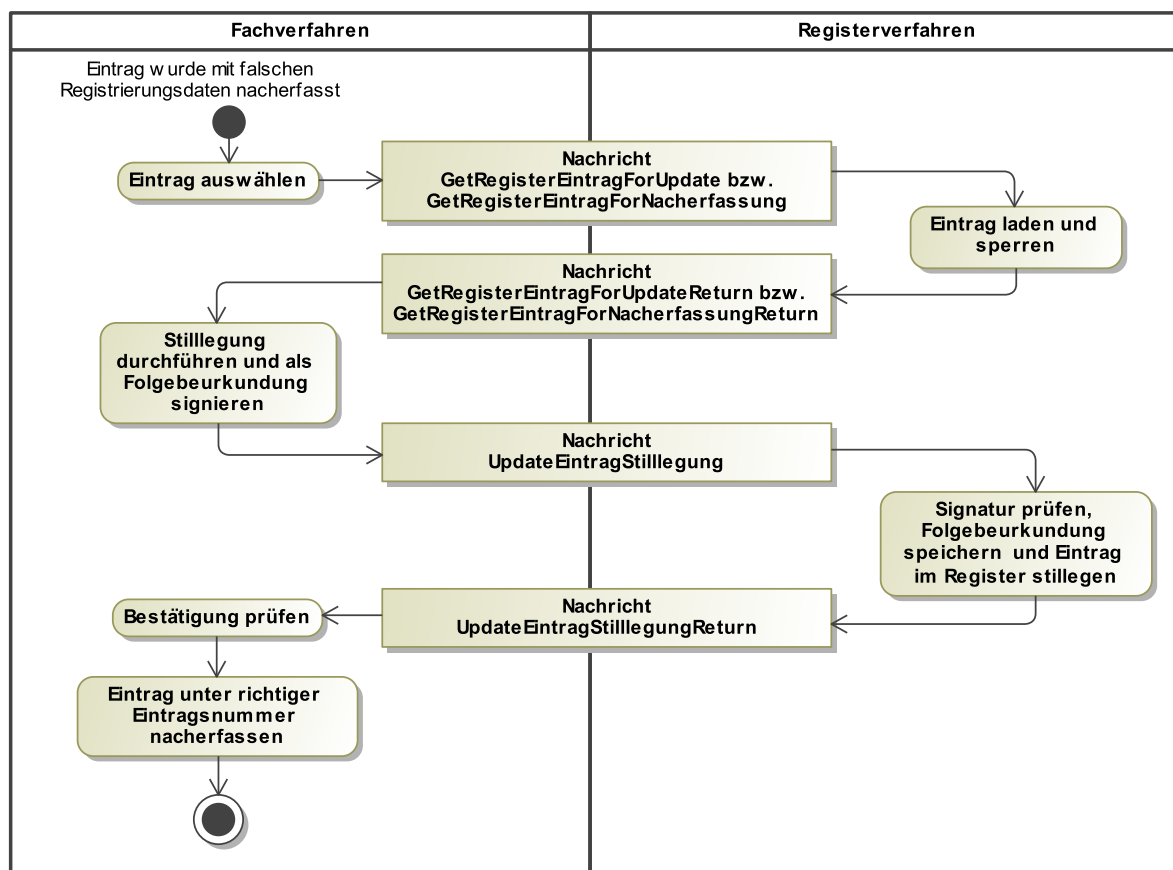 Fachverfahren
Registerverfahren
Eintrag wurde mit falschen
Registrierungsdaten nacherfasst
Eintrag auswählen
Nachricht
GetRegisterEintragForUpdate bzw.
GetRegisterEintragForNacherfassung
Eintrag laden und
sperren
Nachricht
GetRegisterEintragForUpdateReturn bzw.
GetRegisterEintragForNacherfassungReturn
Stilllegung
durchführen und als
Folgebeurkundung
signieren
Nachricht
UpdateEintragStilllegung
Signatur prüfen,
Folgebeurkundung
speichern und Eintrag
im Register stillegen
Nachricht
UpdateEintragStilllegungReturn
Bestätigung prüfen
Eintrag unter richtiger
Eintragsnummer
nacherfassen